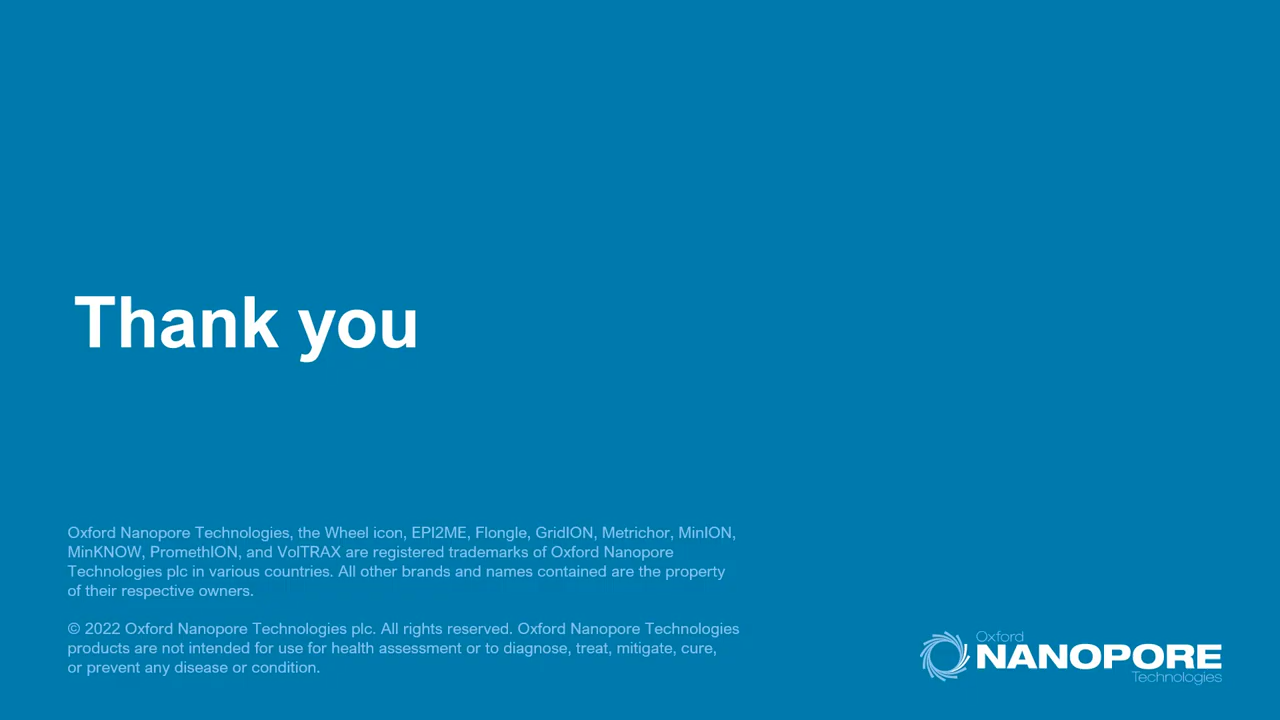 Thank you
Oxford Nanopore Technologies, the Wheel icon, EPI2ME, Flongle, GridION, Metrichor, MinION,
MinKNOW, PromethION, and VolTRAX are registered trademarks of Oxford Nanopore
Technologies plc in various countries. All other brands and names contained are the property
of their respective owners.
© 2022 Oxford Nanopore Technologies plc. All rights reserved. Oxford Nanopore Technologies
products are not intended for use for health assessment or to diagnose, treat, mitigate, cure,
or prevent any disease or condition.
Oxford
NANOPORE
Technologies